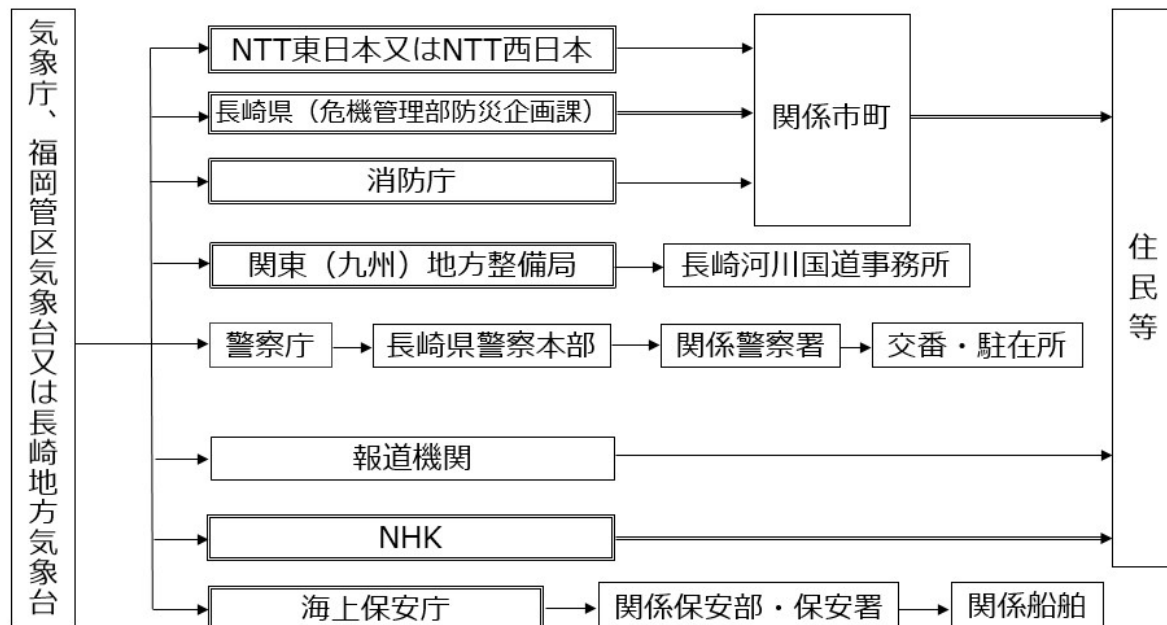 気象庁、福岡管区気象台又は長崎地方気象台
NTT東日本又はNTT西日本
長崎県（危機管理部防災企画課）
消防庁
関係市町
関東（九州）地方整備局
長崎河川国道事務所
警察庁
長崎県警察本部
関係警察署
交番・駐在所
報道機関
NHK
海上保安庁
関係保安部・保安署
関係船舶
住民等